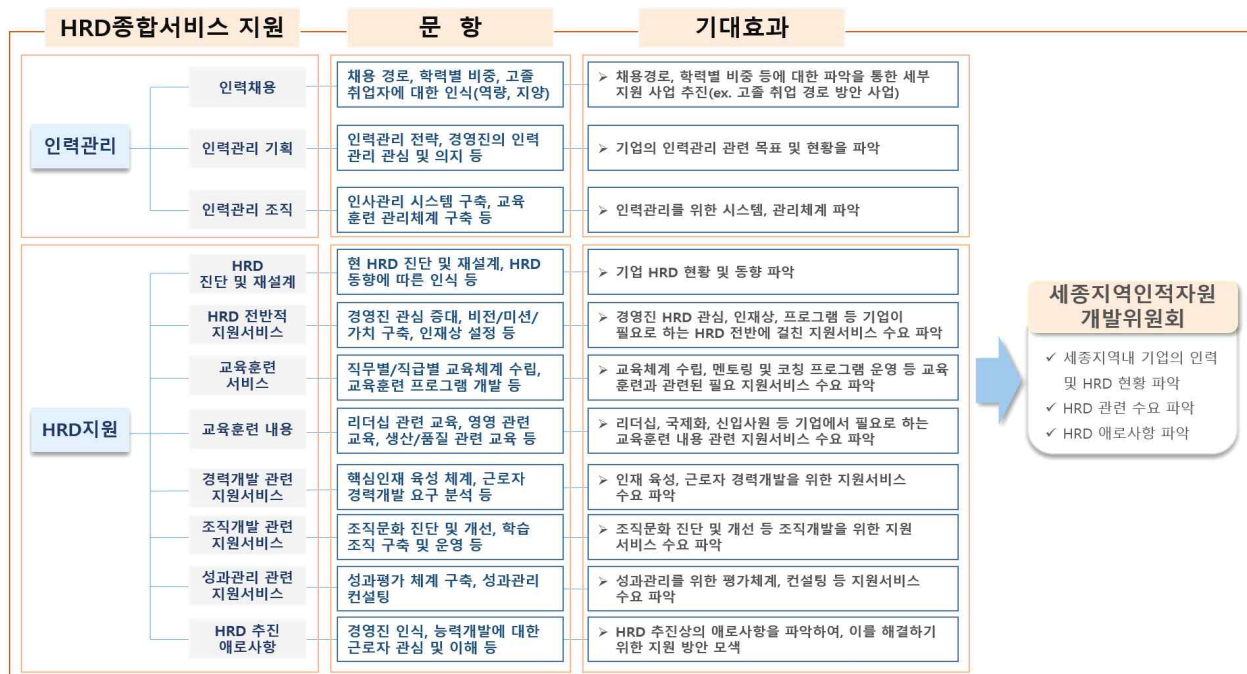 HRD종합서비스 지원
문 항
기대효과
인력관리
인력채용
채용 경로, 학력별 비중, 고졸
취업자에 대한 인식(역량, 지양)
➢ 채용경로, 학력별 비중 등에 대한 파악을 통한 세부
지원 사업 추진(ex. 고졸 취업 경로 방안 사업)
인력관리 기획
인력관리 전략, 경영진의 인력
관리 관심 및 의지 등
➢ 기업의 인력관리 관련 목표 및 현황을 파악
인력관리 조직
인사관리 시스템 구축, 교육
훈련 관리체계 구축 등
➢ 인력관리를 위한 시스템, 관리체계 파악
HRD지원
HRD
진단 및 재설계
현 HRD 진단 및 재설계, HRD
동향에 따른 인식 등
➢ 기업 HRD 현황 및 동향 파악
HRD 전반적
지원서비스
경영진 관심 증대, 비전/미션/
가치 구축, 인재상 설정 등
➢ 경영진 HRD 관심, 인재상, 프로그램 등 기업이
필요로 하는 HRD 전반에 걸친 지원서비스 수요 파악
교육훈련
서비스
직무별/직급별 교육체계 수립,
교육훈련 프로그램 개발 등
➢ 교육체계 수립, 멘토링 및 코칭 프로그램 운영 등 교육
훈련과 관련된 필요 지원서비스 수요 파악
교육훈련 내용
리더십 관련 교육, 영영 관련
교육, 생산/품질 관련 교육 등
➢ 리더십, 국제화, 신입사원 등 기업에서 필요로 하는
교육훈련 내용 관련 지원서비스 수요 파악
경력개발 관련
지원서비스
핵심인재 육성 체계, 근로자
경력개발 요구 분석 등
➢ 인재 육성, 근로자 경력개발을 위한 지원서비스
수요 파악
조직개발 관련
지원서비스
조직문화 진단 및 개선, 학습
조직 구축 및 운영 등
➢ 조직문화 진단 및 개선 등 조직개발을 위한 지원
서비스 수요 파악
성과관리 관련
지원서비스
성과평가 체계 구축, 성과관리
컨설팅
➢ 성과관리를 위한 평가체계, 컨설팅 등 지원서비스
수요 파악
HRD 추진
애로사항
경영진 인식, 능력개발에 대한
근로자 관심 및 이해 등
➢ HRD 추진상의 애로사항을 파악하여, 이를 해결하기
위한 지원 방안 모색
세종지역인적자원
개발위원회
✓ 세종지역내 기업의 인력
및 HRD 현황 파악
✓ HRD 관련 수요 파악
✓ HRD 애로사항 파악